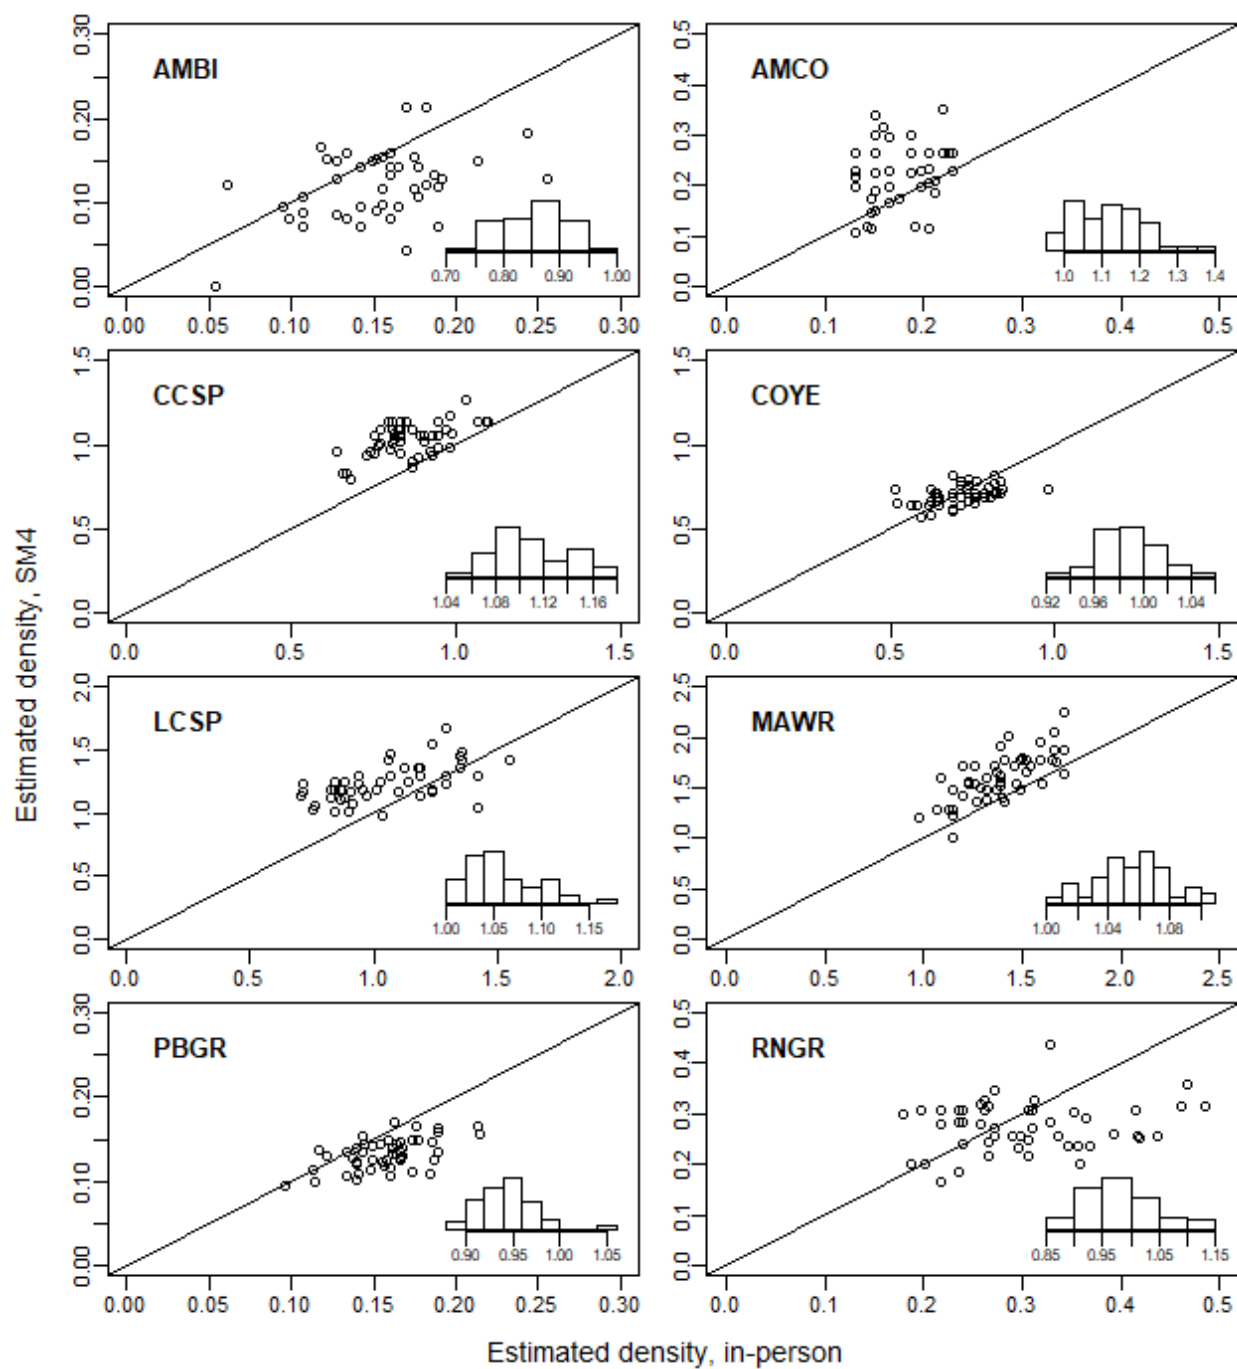 AMBI
0.00 0.10 0.20 0.30
0.70 0.80 0.90 1.00
0.00 0.05 0.10 0.15 0.20 0.25 0.30
AMCO
0.0 0.1 0.2 0.3 0.4 0.5
1.0 1.1 1.2 1.3 1.4
0.0 0.1 0.2 0.3 0.4 0.5
CCSP
0.0 0.5 1.0 1.5
1.04 1.08 1.12 1.16
0.0 0.5 1.0 1.5
COYE
0.0 0.5 1.0 1.5
0.92 0.96 1.00 1.04
0.0 0.5 1.0 1.5
Estimated density, SM4
LCSP
0.0 0.5 1.0 1.5 2.0
1.00 1.05 1.10 1.15
0.0 0.5 1.0 1.5 2.0
MAWR
0.0 0.5 1.0 1.5 2.0 2.5
1.00 1.04 1.08
0.0 0.5 1.0 1.5 2.0 2.5
PBGR
0.00 0.10 0.20 0.30
0.90 0.95 1.00 1.05
0.00 0.05 0.10 0.15 0.20 0.25 0.30
RNGR
0.0 0.1 0.2 0.3 0.4 0.5
0.85 0.95 1.05 1.15
0.0 0.1 0.2 0.3 0.4 0.5
Estimated density, in-person